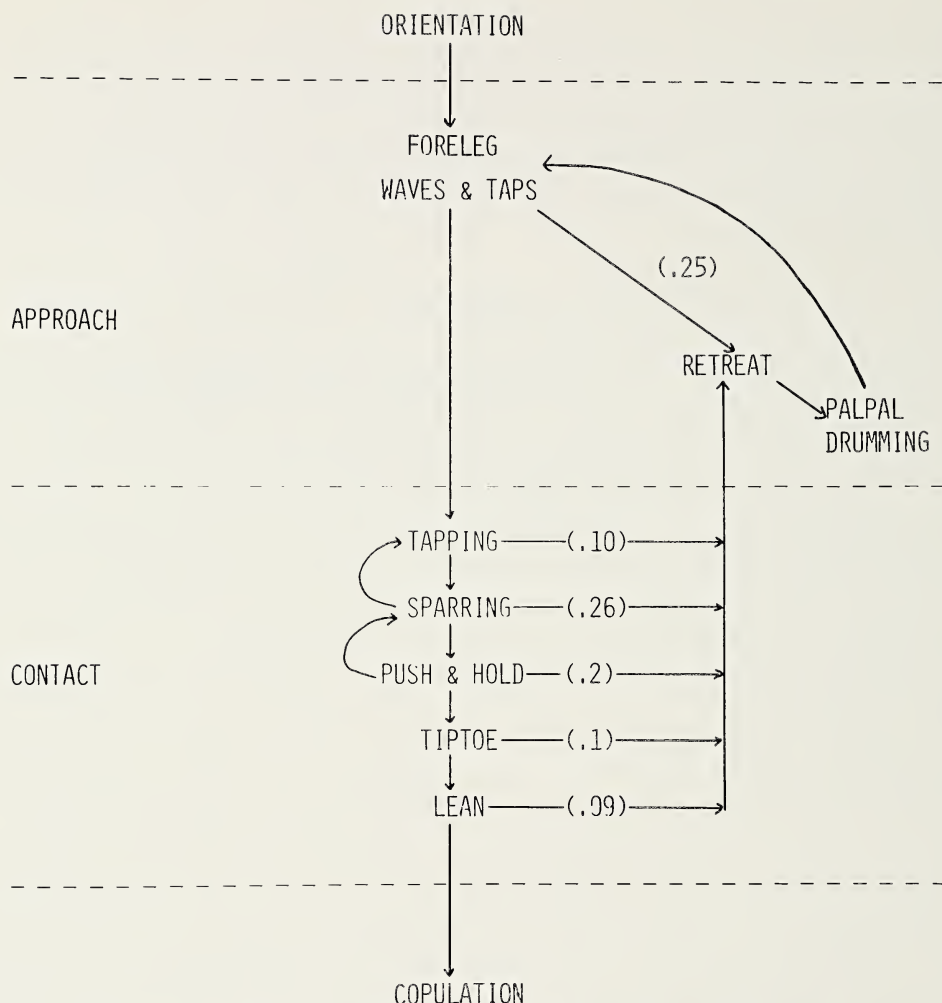 ORIENTATION
FORELEG
WAVES & TAPS
(.25)
APPROACH
RETREAT
PALPAL
DRUMMING
TAPPING (.10)
SPARRING (.26)
CONTACT
PUSH & HOLD (.2)
TIPTOE (.1)
LEAN (.09)
COPULATION